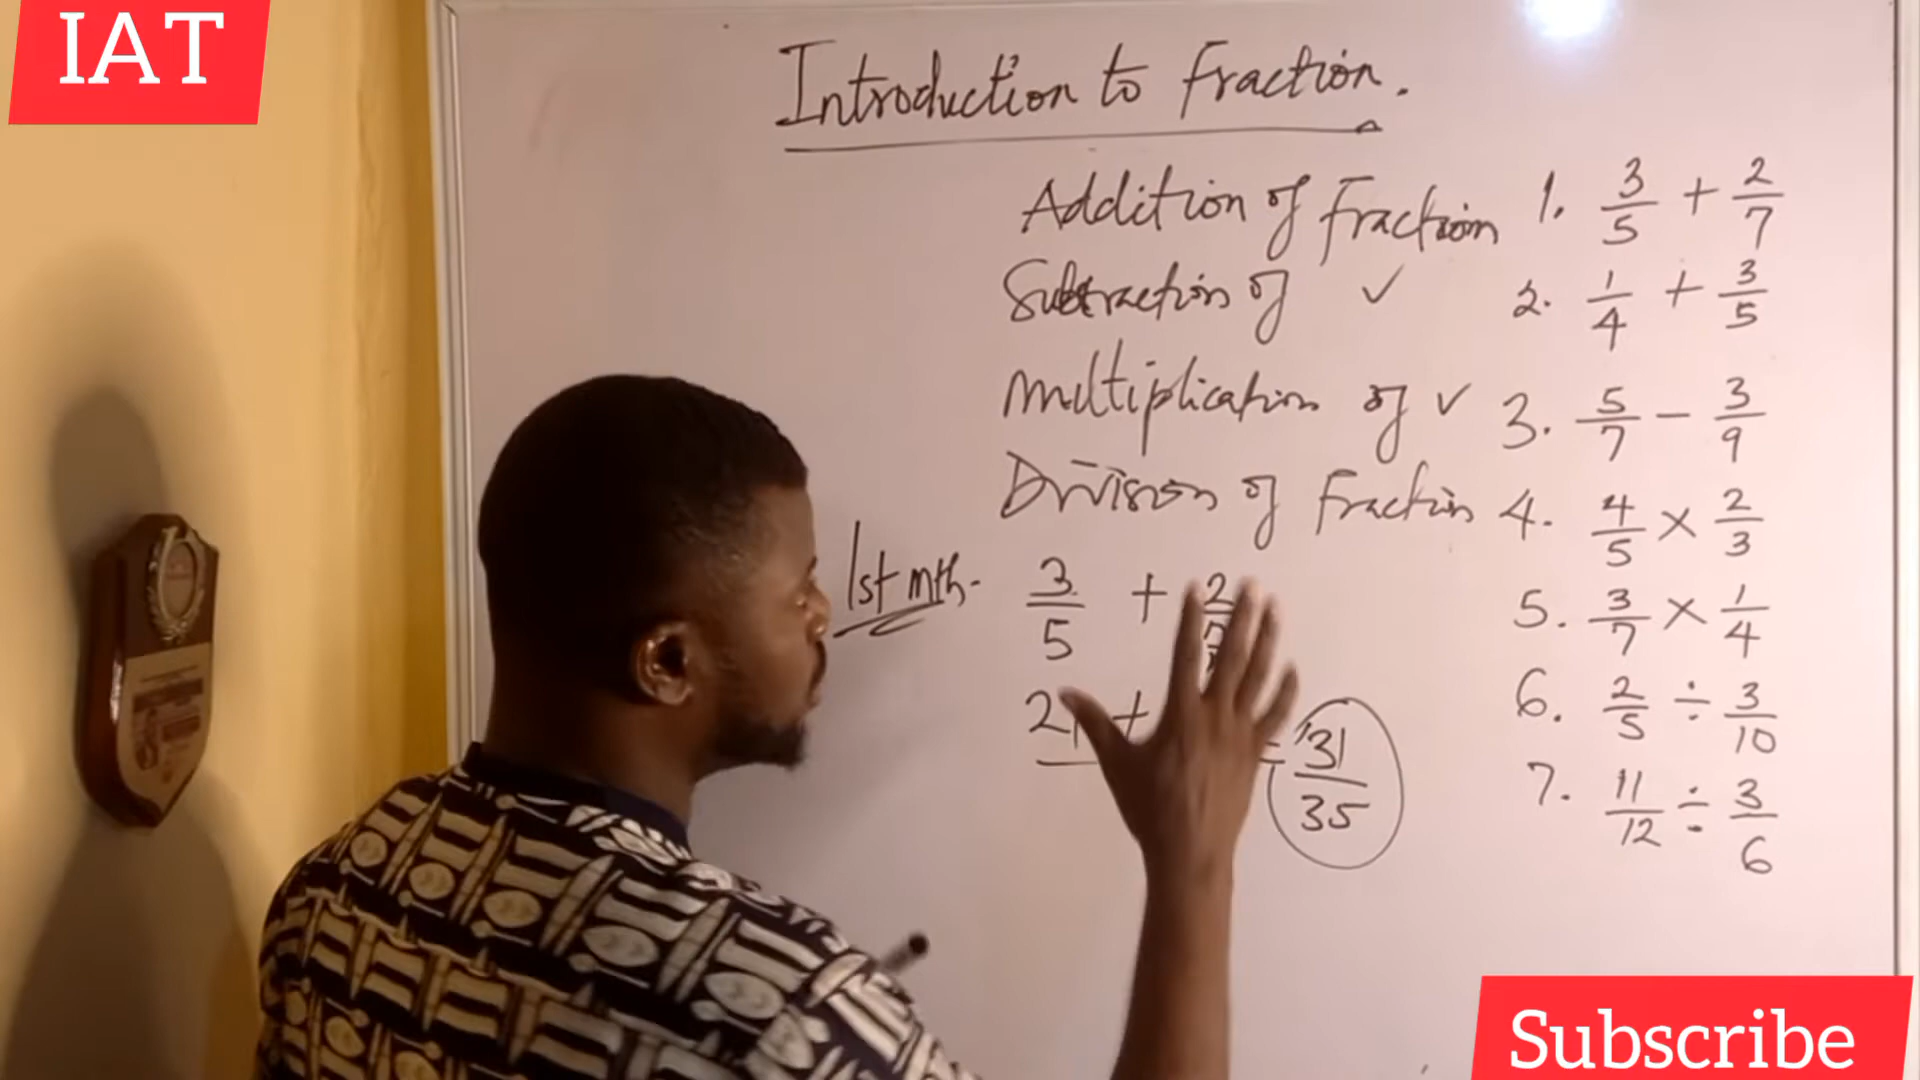 IAT
Introduction to Fraction.
Addition of Fraction
Subtraction of ✓
Multiplication of ✓
Division of Fraction
1. 3/5 + 2/7
2. 1/4 + 3/5
3. 5/7 - 3/9
4. 4/5 × 2/3
5. 3/7 × 1/4
6. 2/5 ÷ 3/10
7. 11/12 ÷ 3/6
1st mth-
3/5 + 2
21 +
= 31/35
Subscribe